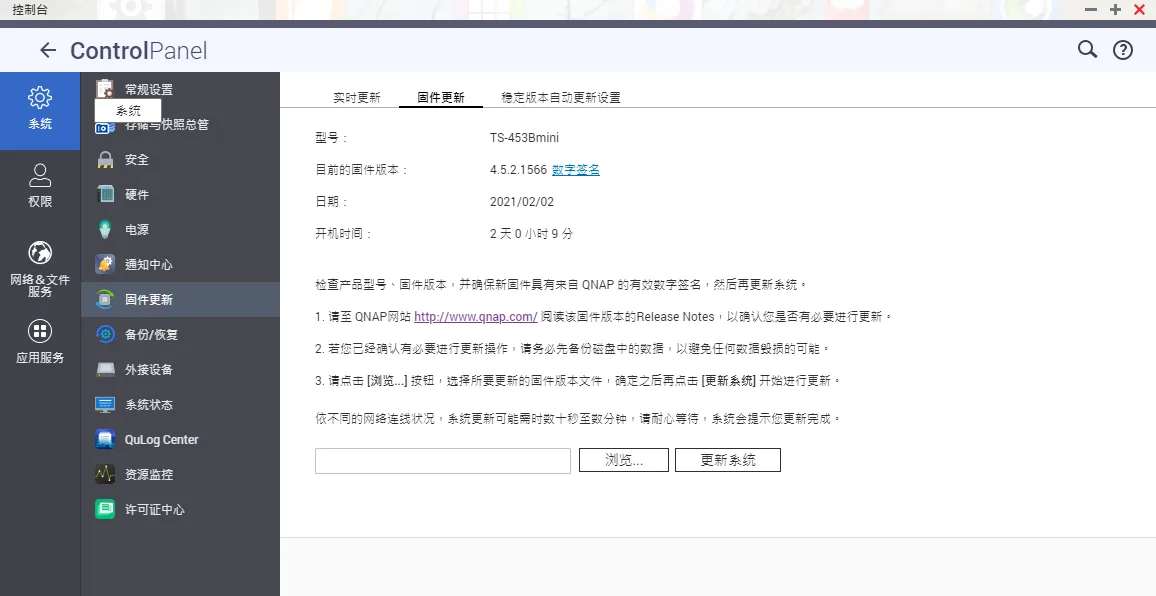 控制台
ControlPanel
系统
权限
网络&文件
服务
应用服务
常规设置
系统
存储与快照总管
安全
硬件
电源
通知中心
固件更新
备份/恢复
外接设备
系统状态
QuLog Center
资源监控
许可证中心
实时更新 固件更新 稳定版本自动更新设置
型号: TS-453Bmini
目前的固件版本: 4.5.2.1566 数字签名
日期: 2021/02/02
开机时间: 2 天 0 小时 9 分
检查产品型号、固件版本，并确保新固件具有来自 QNAP 的有效数字签名，然后再更新系统。
1. 请至 QNAP网站 http://www.qnap.com/ 阅读该固件版本的Release Notes，以确认您是否有必要进行更新。
2. 若您已经确认有必要进行更新操作，请务必先备份磁盘中的数据，以避免任何数据毁损的可能。
3. 请点击 [浏览...] 按钮，选择所要更新的固件版本文件，确定之后再点击 [更新系统] 开始进行更新。
依不同的网络连线状况，系统更新可能需时数十秒至数分钟，请耐心等待，系统会提示您更新完成。
浏览... 更新系统